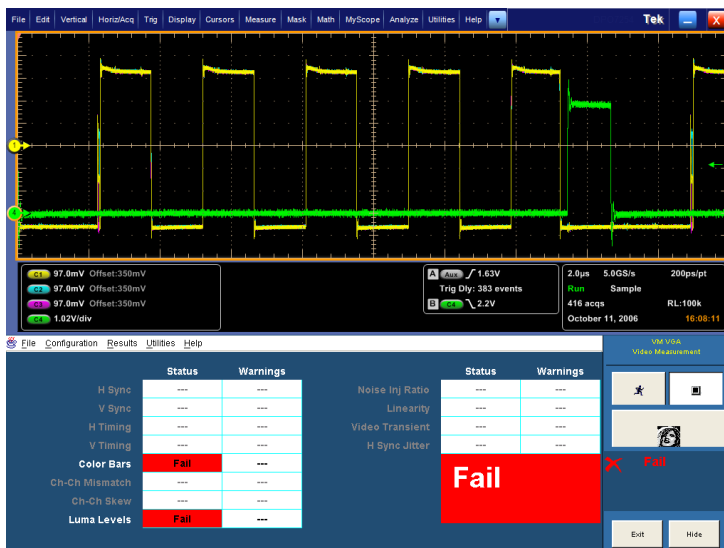 File Edit Vertical Horiz/Acq Trig Display Cursors Measure Mask Math MyScope Analyze Utilities Help Tek X
1
4
C1 97.0mV Offset:350mV
C2 97.0mV Offset:350mV
C3 97.0mV Offset:350mV
C4 1.02V/div
A Aux 1.63V
Trig Dly: 383 events
B C4 2.2V
2.0µs 5.0GS/s 200ps/pt
Run Sample
416 acqs RL:100k
October 11, 2006 16:08:11
File Configuration Results Utilities Help
VM VGA
Video Measurement
Status Warnings
H Sync --- ---
V Sync --- ---
H Timing --- ---
V Timing --- ---
Color Bars Fail ---
Ch-Ch Mismatch --- ---
Ch-Ch Skew --- ---
Luma Levels Fail ---
Status Warnings
Noise Inj Ratio --- ---
Linearity --- ---
Video Transient --- ---
H Sync Jitter --- ---
Fail
Fail
Exit Hide